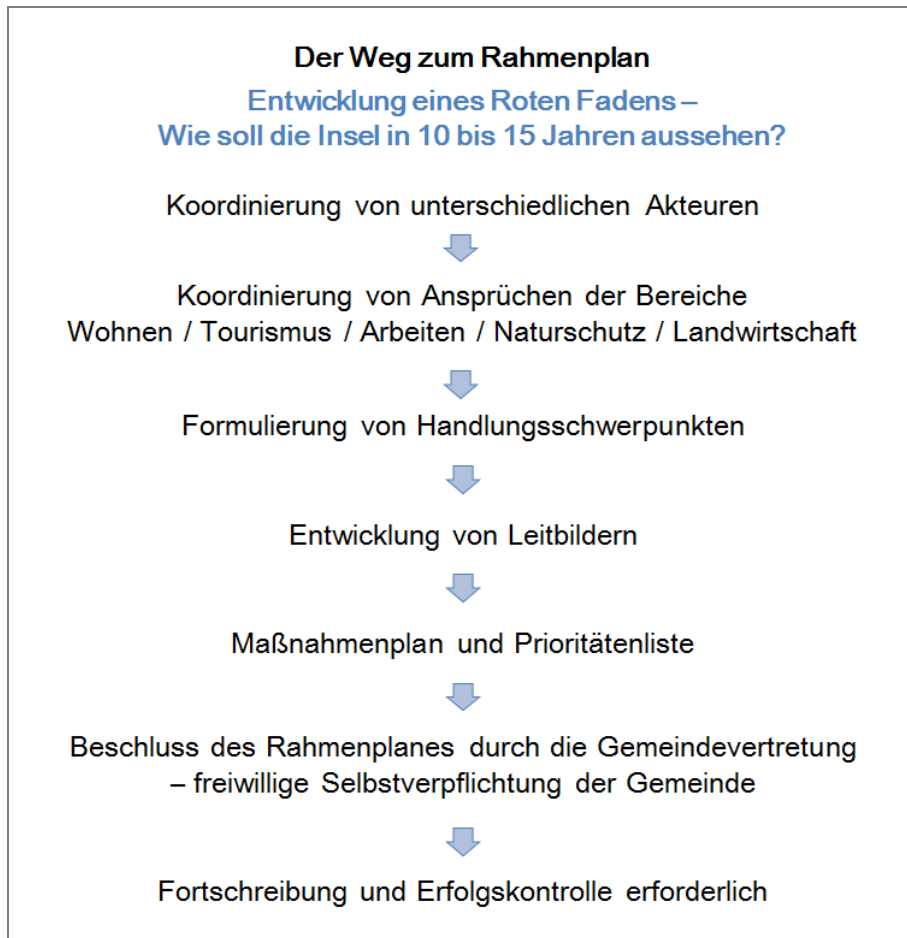 Der Weg zum Rahmenplan
Entwicklung eines Roten Fadens –
Wie soll die Insel in 10 bis 15 Jahren aussehen?
Koordinierung von unterschiedlichen Akteuren
Koordinierung von Ansprüchen der Bereiche
Wohnen / Tourismus / Arbeiten / Naturschutz / Landwirtschaft
Formulierung von Handlungsschwerpunkten
Entwicklung von Leitbildern
Maßnahmenplan und Prioritätenliste
Beschluss des Rahmenplanes durch die Gemeindevertretung
– freiwillige Selbstverpflichtung der Gemeinde
Fortschreibung und Erfolgskontrolle erforderlich